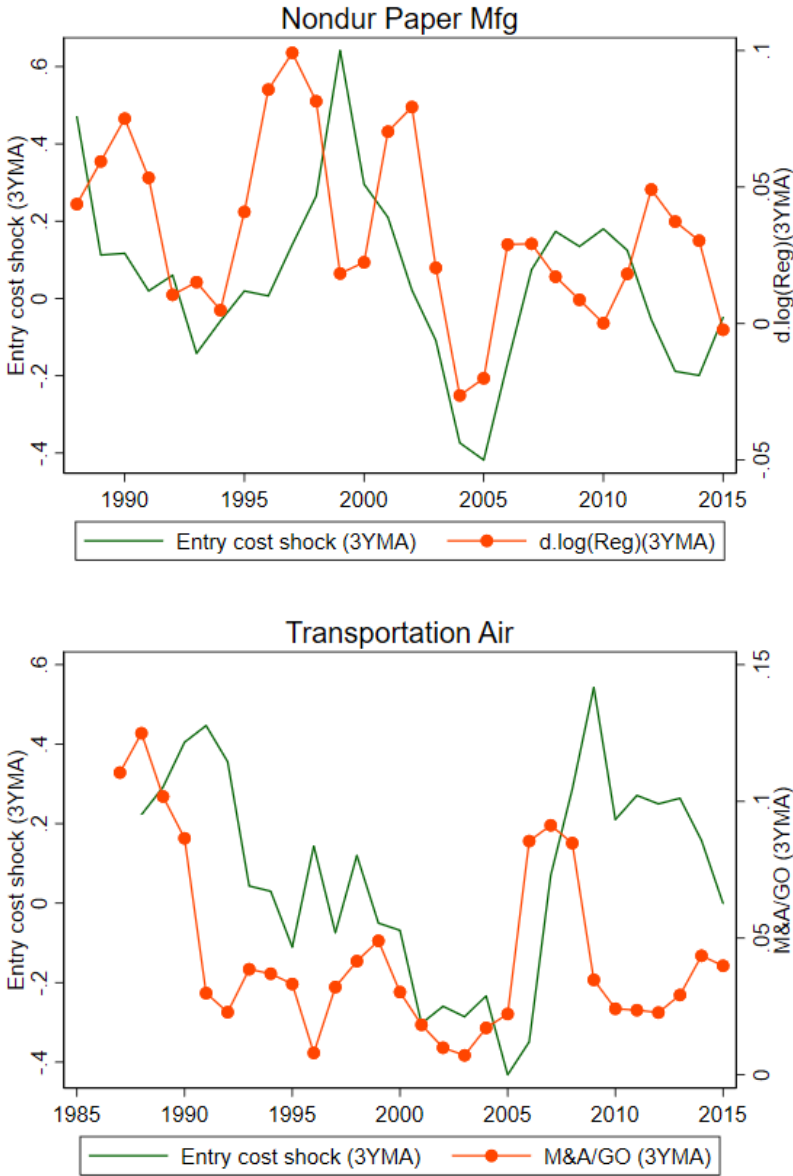 Nondur Paper Mfg
Entry cost shock (3YMA)
.6
.4
.2
0
-.2
-.4
.1
.05
0
-.05
d.log(Reg)(3YMA)
1990 1995 2000 2005 2010 2015
Entry cost shock (3YMA) d.log(Reg)(3YMA)
Transportation Air
Entry cost shock (3YMA)
.6
.4
.2
0
-.2
-.4
.15
.1
.05
0
M&A/GO (3YMA)
1985 1990 1995 2000 2005 2010 2015
Entry cost shock (3YMA) M&A/GO (3YMA)